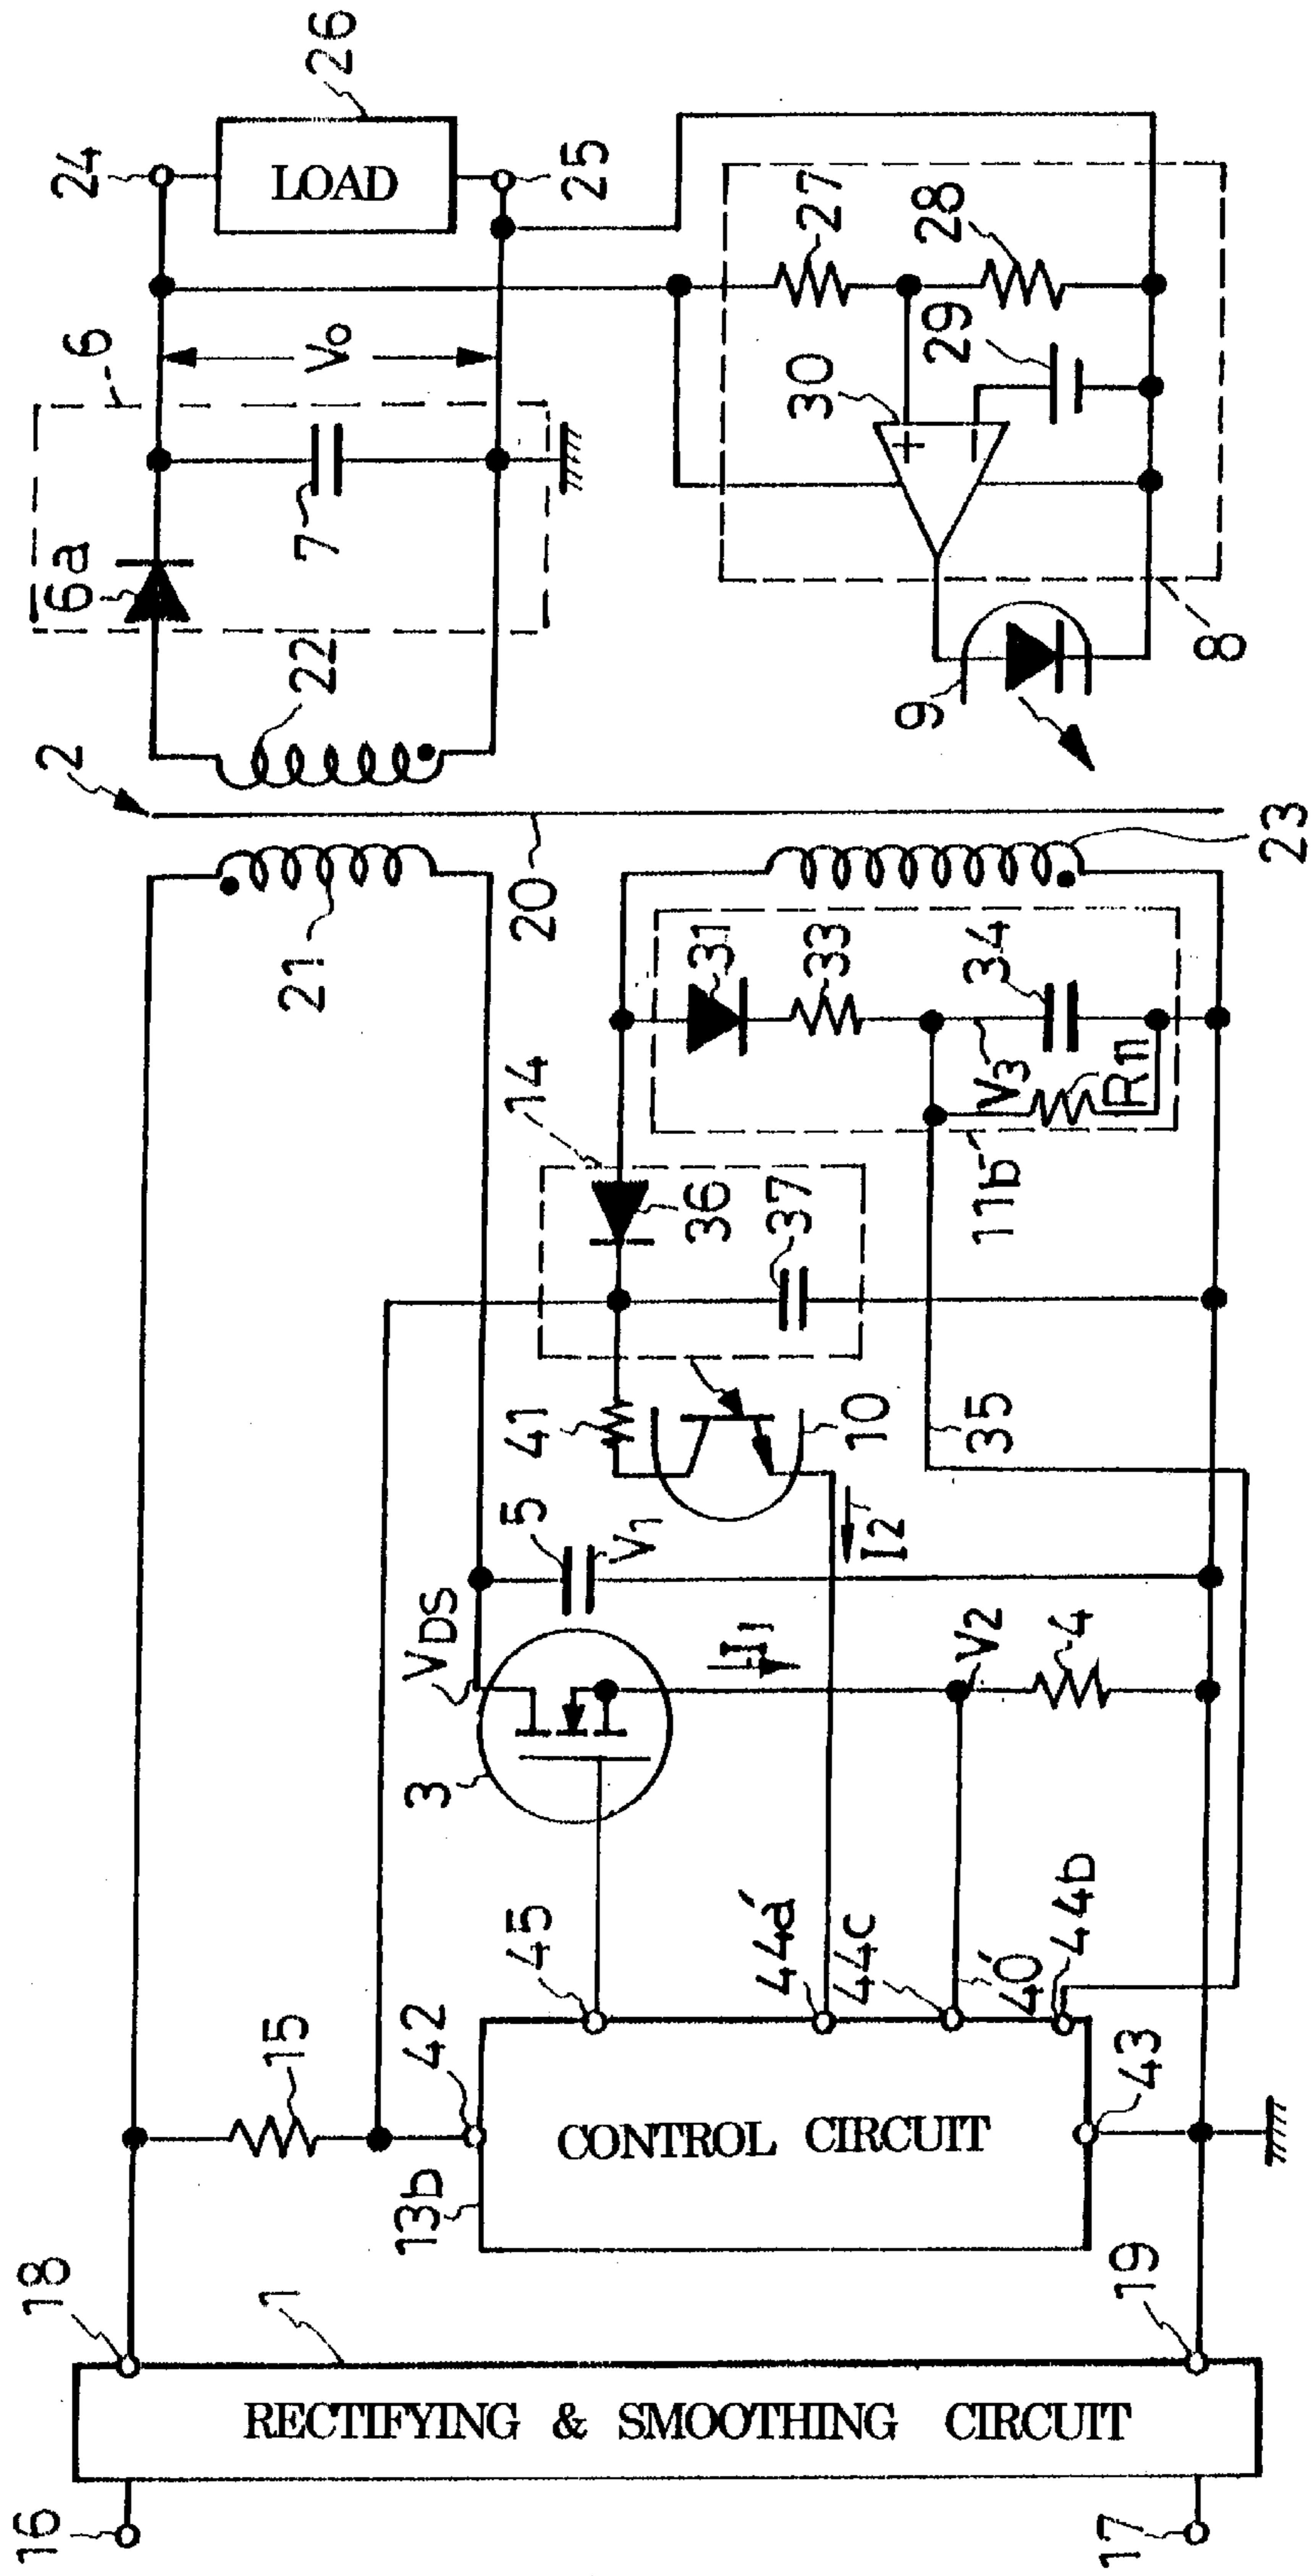 16
17
RECTIFYING & SMOOTHING CIRCUIT
18
1
19
15
13b
42
CONTROL CIRCUIT
43
45
44a'
44c
40'
44b
3
VDS
5
V1
I1
V2
4
I2
41
10
35
14
36
37
11b
R11
V3
31
33
34
21
20
23
2
22
6a
7
6
Vo
24
LOAD
26
25
9
8
30
+
−
29
27
28